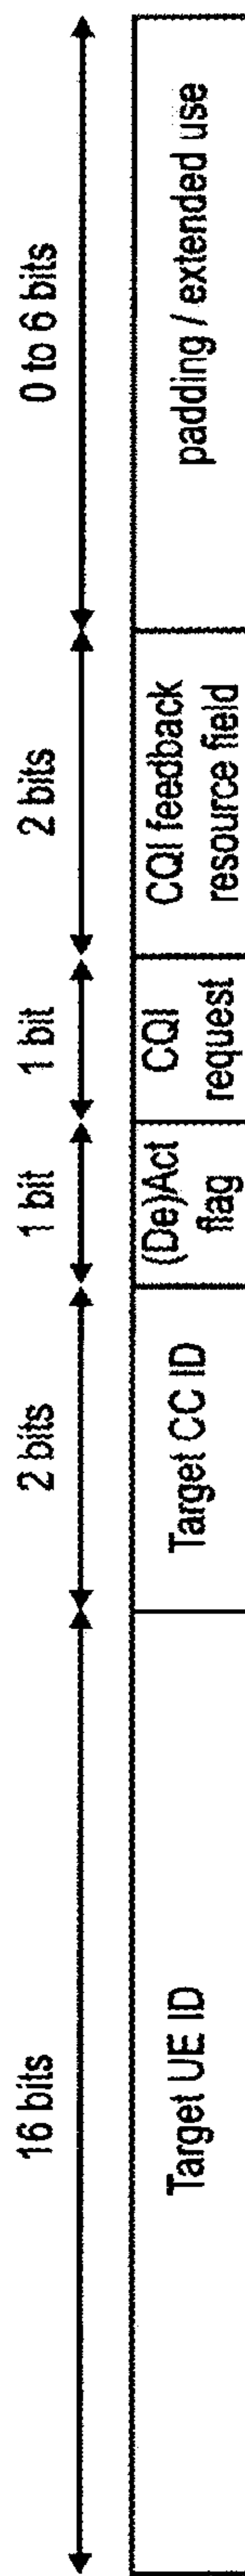 16 bits
2 bits
1 bit
1 bit
2 bits
0 to 6 bits
Target UE ID
Target CC ID
(De)Act
flag
CQI
request
CQI feedback
resource field
padding / extended use